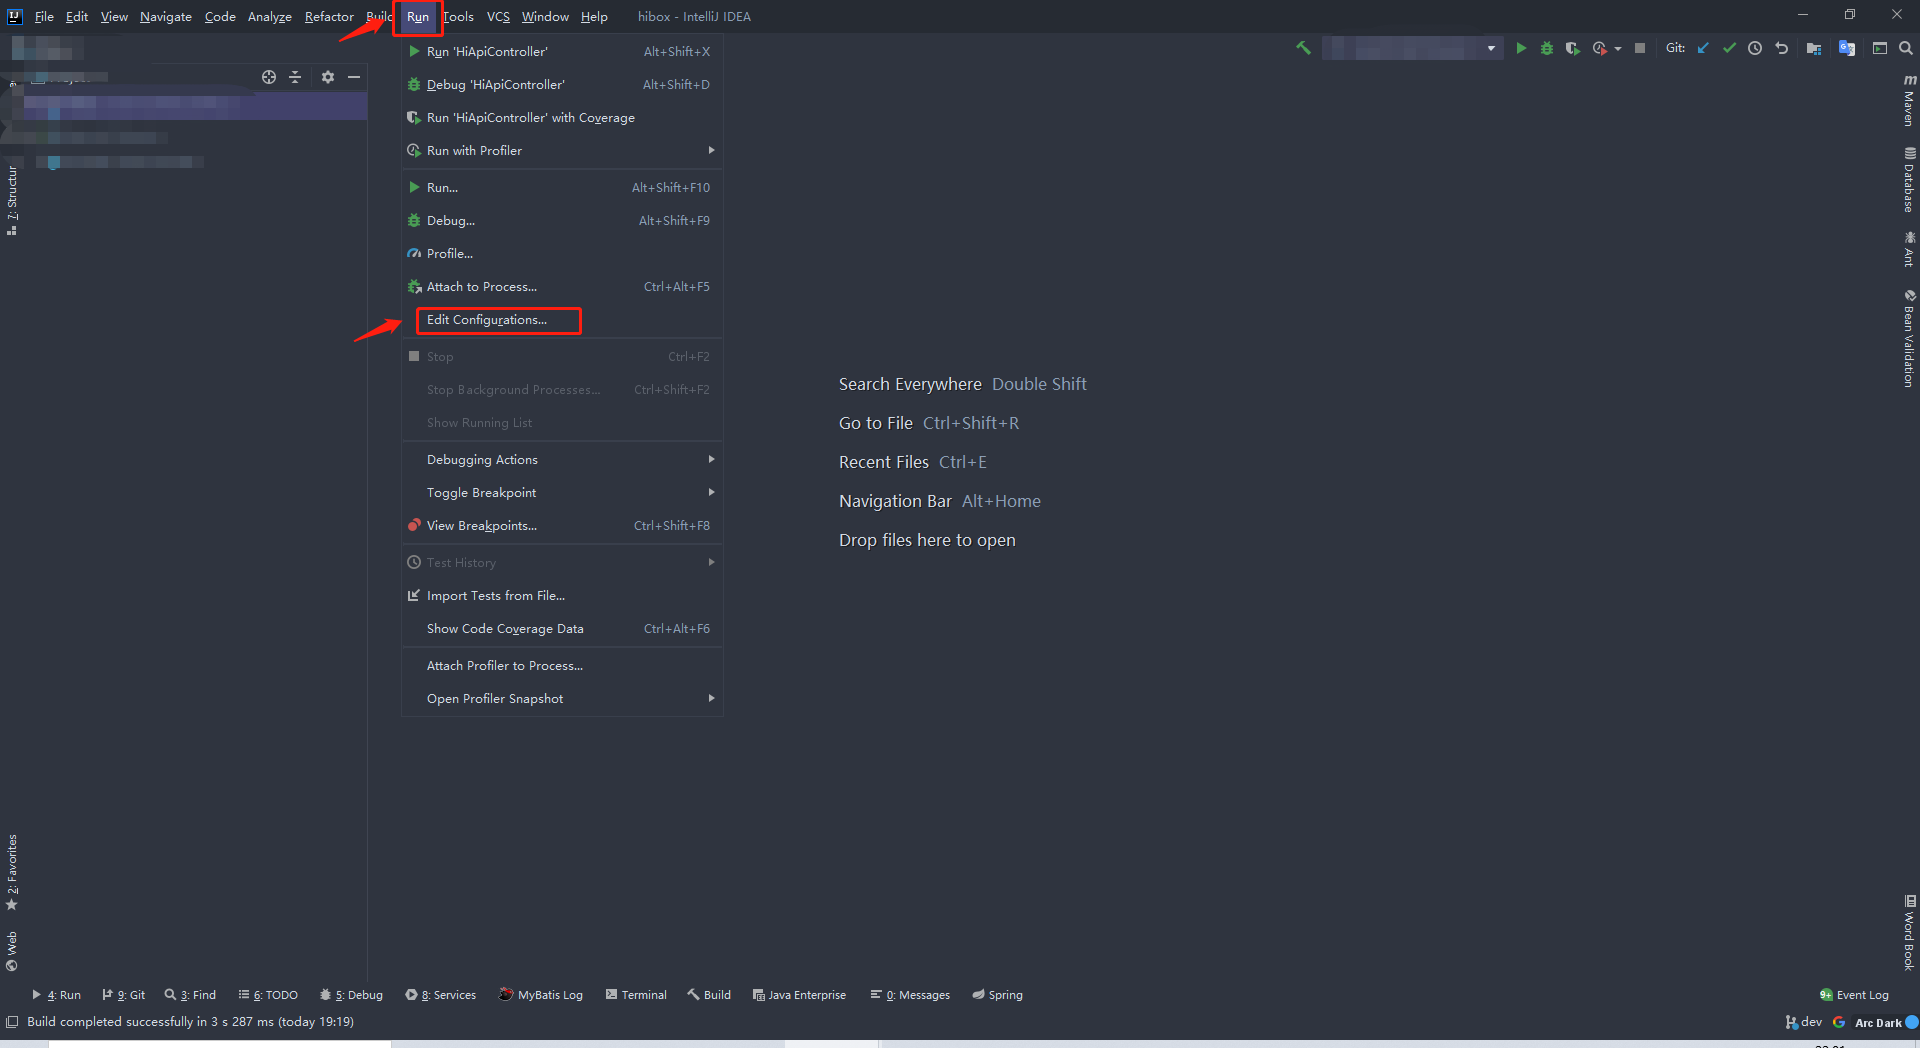 File Edit View Navigate Code Analyze Refactor Build Run Tools VCS Window Help hibox - IntelliJ IDEA
Git:
Run 'HiApiController' Alt+Shift+X
Debug 'HiApiController' Alt+Shift+D
Run 'HiApiController' with Coverage
Run with Profiler
Run... Alt+Shift+F10
Debug... Alt+Shift+F9
Profile...
Attach to Process... Ctrl+Alt+F5
Edit Configurations...
Stop Ctrl+F2
Stop Background Processes... Ctrl+Shift+F2
Show Running List
Debugging Actions
Toggle Breakpoint
View Breakpoints... Ctrl+Shift+F8
Test History
Import Tests from File...
Show Code Coverage Data Ctrl+Alt+F6
Attach Profiler to Process...
Open Profiler Snapshot
Search Everywhere Double Shift
Go to File Ctrl+Shift+R
Recent Files Ctrl+E
Navigation Bar Alt+Home
Drop files here to open
7: Structur
2: Favorites
Web
m Maven
Database
Ant
Bean Validation
Word Book
4: Run 9: Git 3: Find 6: TODO 5: Debug 8: Services MyBatis Log Terminal Build Java Enterprise 0: Messages Spring 9+ Event Log
Build completed successfully in 3 s 287 ms (today 19:19) dev G Arc Dark